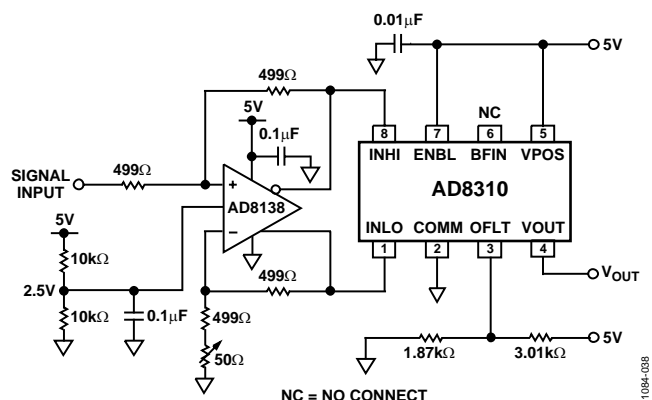 0.01μF
5V
499Ω
5V
NC
0.1μF
8
7
6
5
INHI ENBL BFIN VPOS
SIGNAL
INPUT
499Ω
+
AD8138
AD8310
5V
–
INLO COMM OFLT VOUT
10kΩ
1
2
3
4
2.5V
499Ω
VOUT
10kΩ
0.1μF
499Ω
5V
50Ω
1.87kΩ
3.01kΩ
NC = NO CONNECT
1084-038